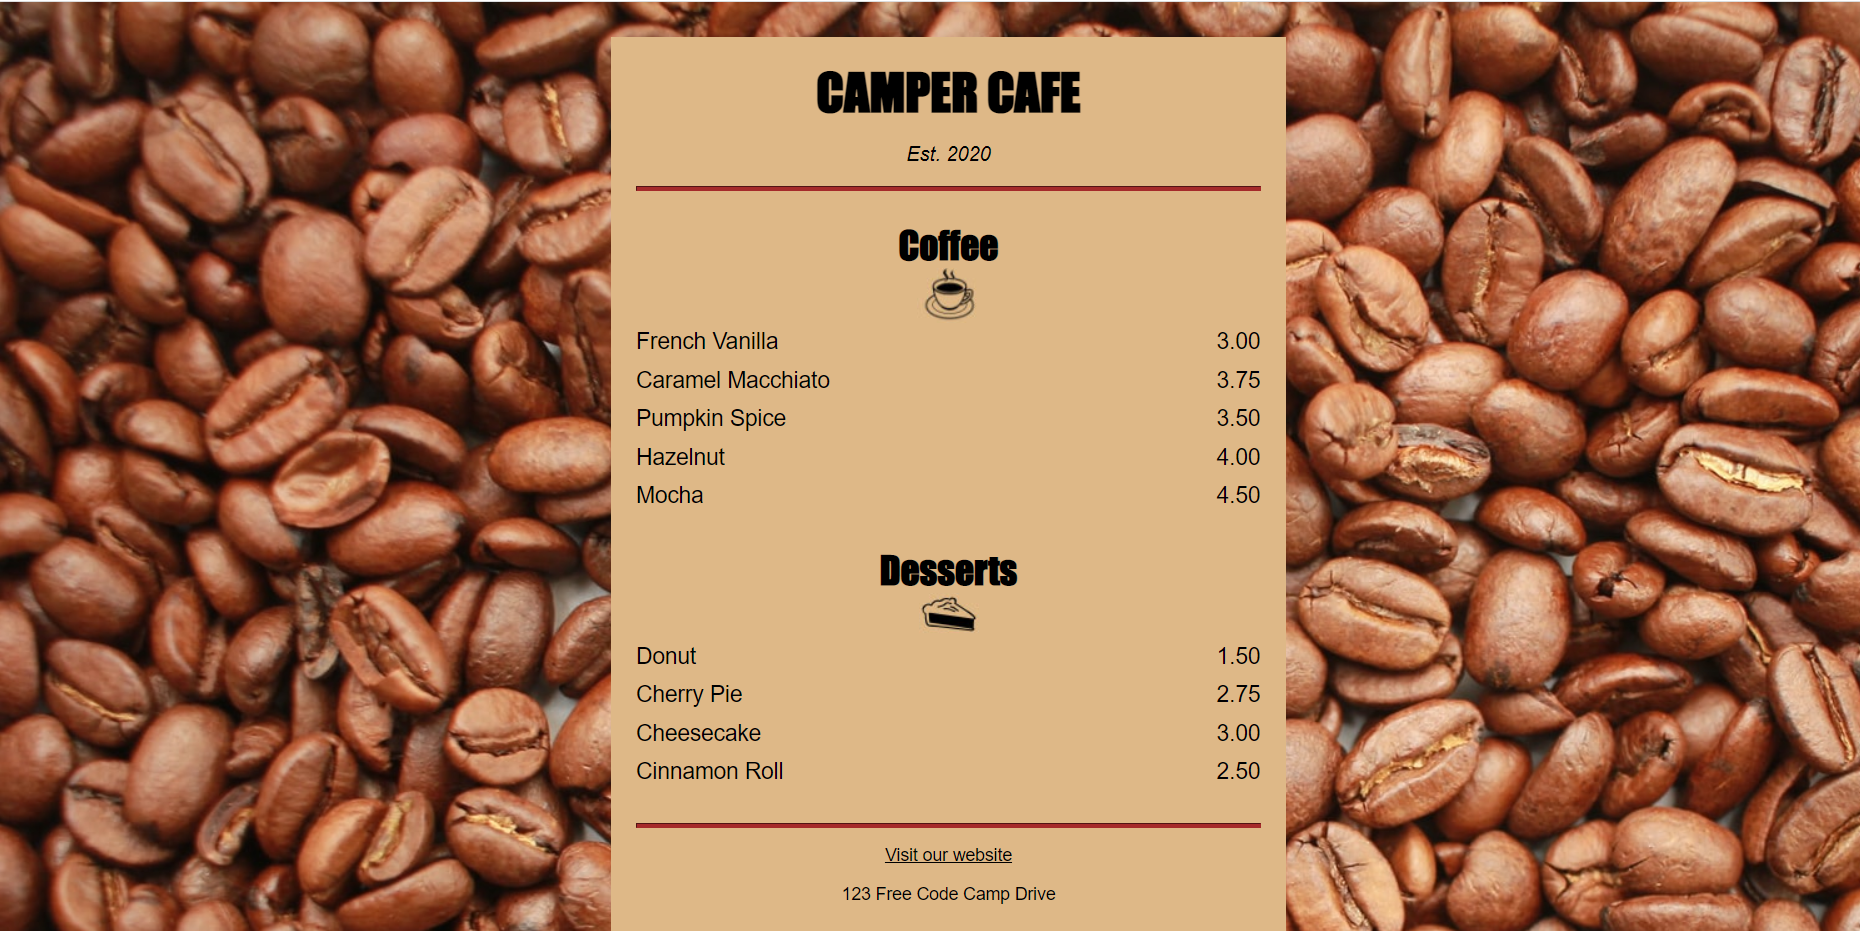 CAMPER CAFE
Est. 2020
Coffee
French Vanilla 3.00
Caramel Macchiato 3.75
Pumpkin Spice 3.50
Hazelnut 4.00
Mocha 4.50
Desserts
Donut 1.50
Cherry Pie 2.75
Cheesecake 3.00
Cinnamon Roll 2.50
Visit our website
123 Free Code Camp Drive